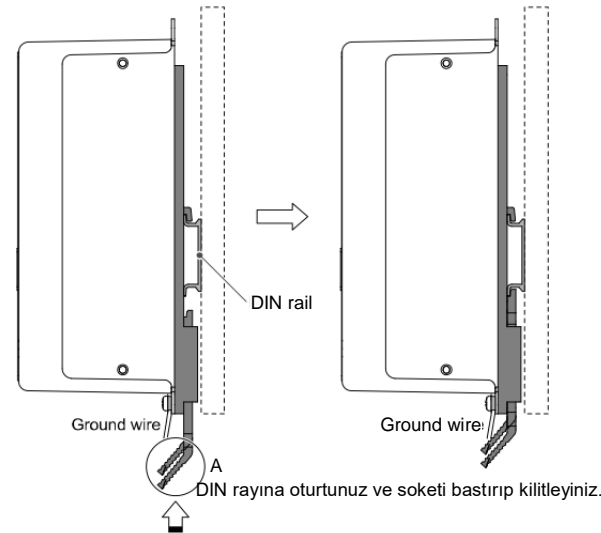 DIN rail
Ground wire
Ground wire
A
DIN rayına oturtunuz ve soketi bastırıp kilitleyiniz.